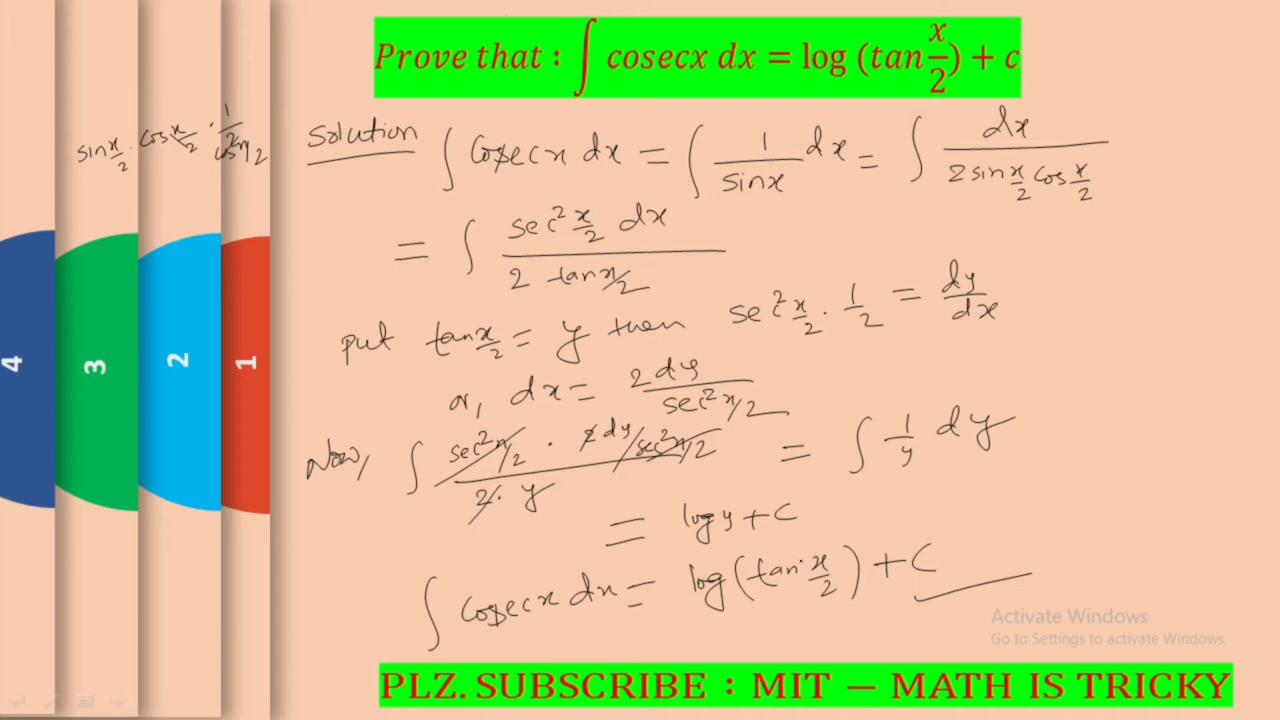 Prove that : ∫ cosecx dx = log (tan x/2) + c
sin x/2 · cos x/2 · 1/cos² x/2
Solution ∫ Cosecx dx = ∫ 1/sinx dx = ∫ dx/(2 sin x/2 cos x/2)
= ∫ sec² x/2 dx / (2 tan x/2)
put tan x/2 = y then sec² x/2 · 1/2 = dy/dx
or, dx = 2dy / sec² x/2
Now, ∫ (sec² x/2 · 2dy/sec² x/2) / (2 · y) = ∫ 1/y dy
= log y + C
∫ Cosecx dx = log (tan x/2) + C
4
3
2
1
Activate Windows
Go to Settings to activate Windows.
PLZ. SUBSCRIBE : MIT − MATH IS TRICKY